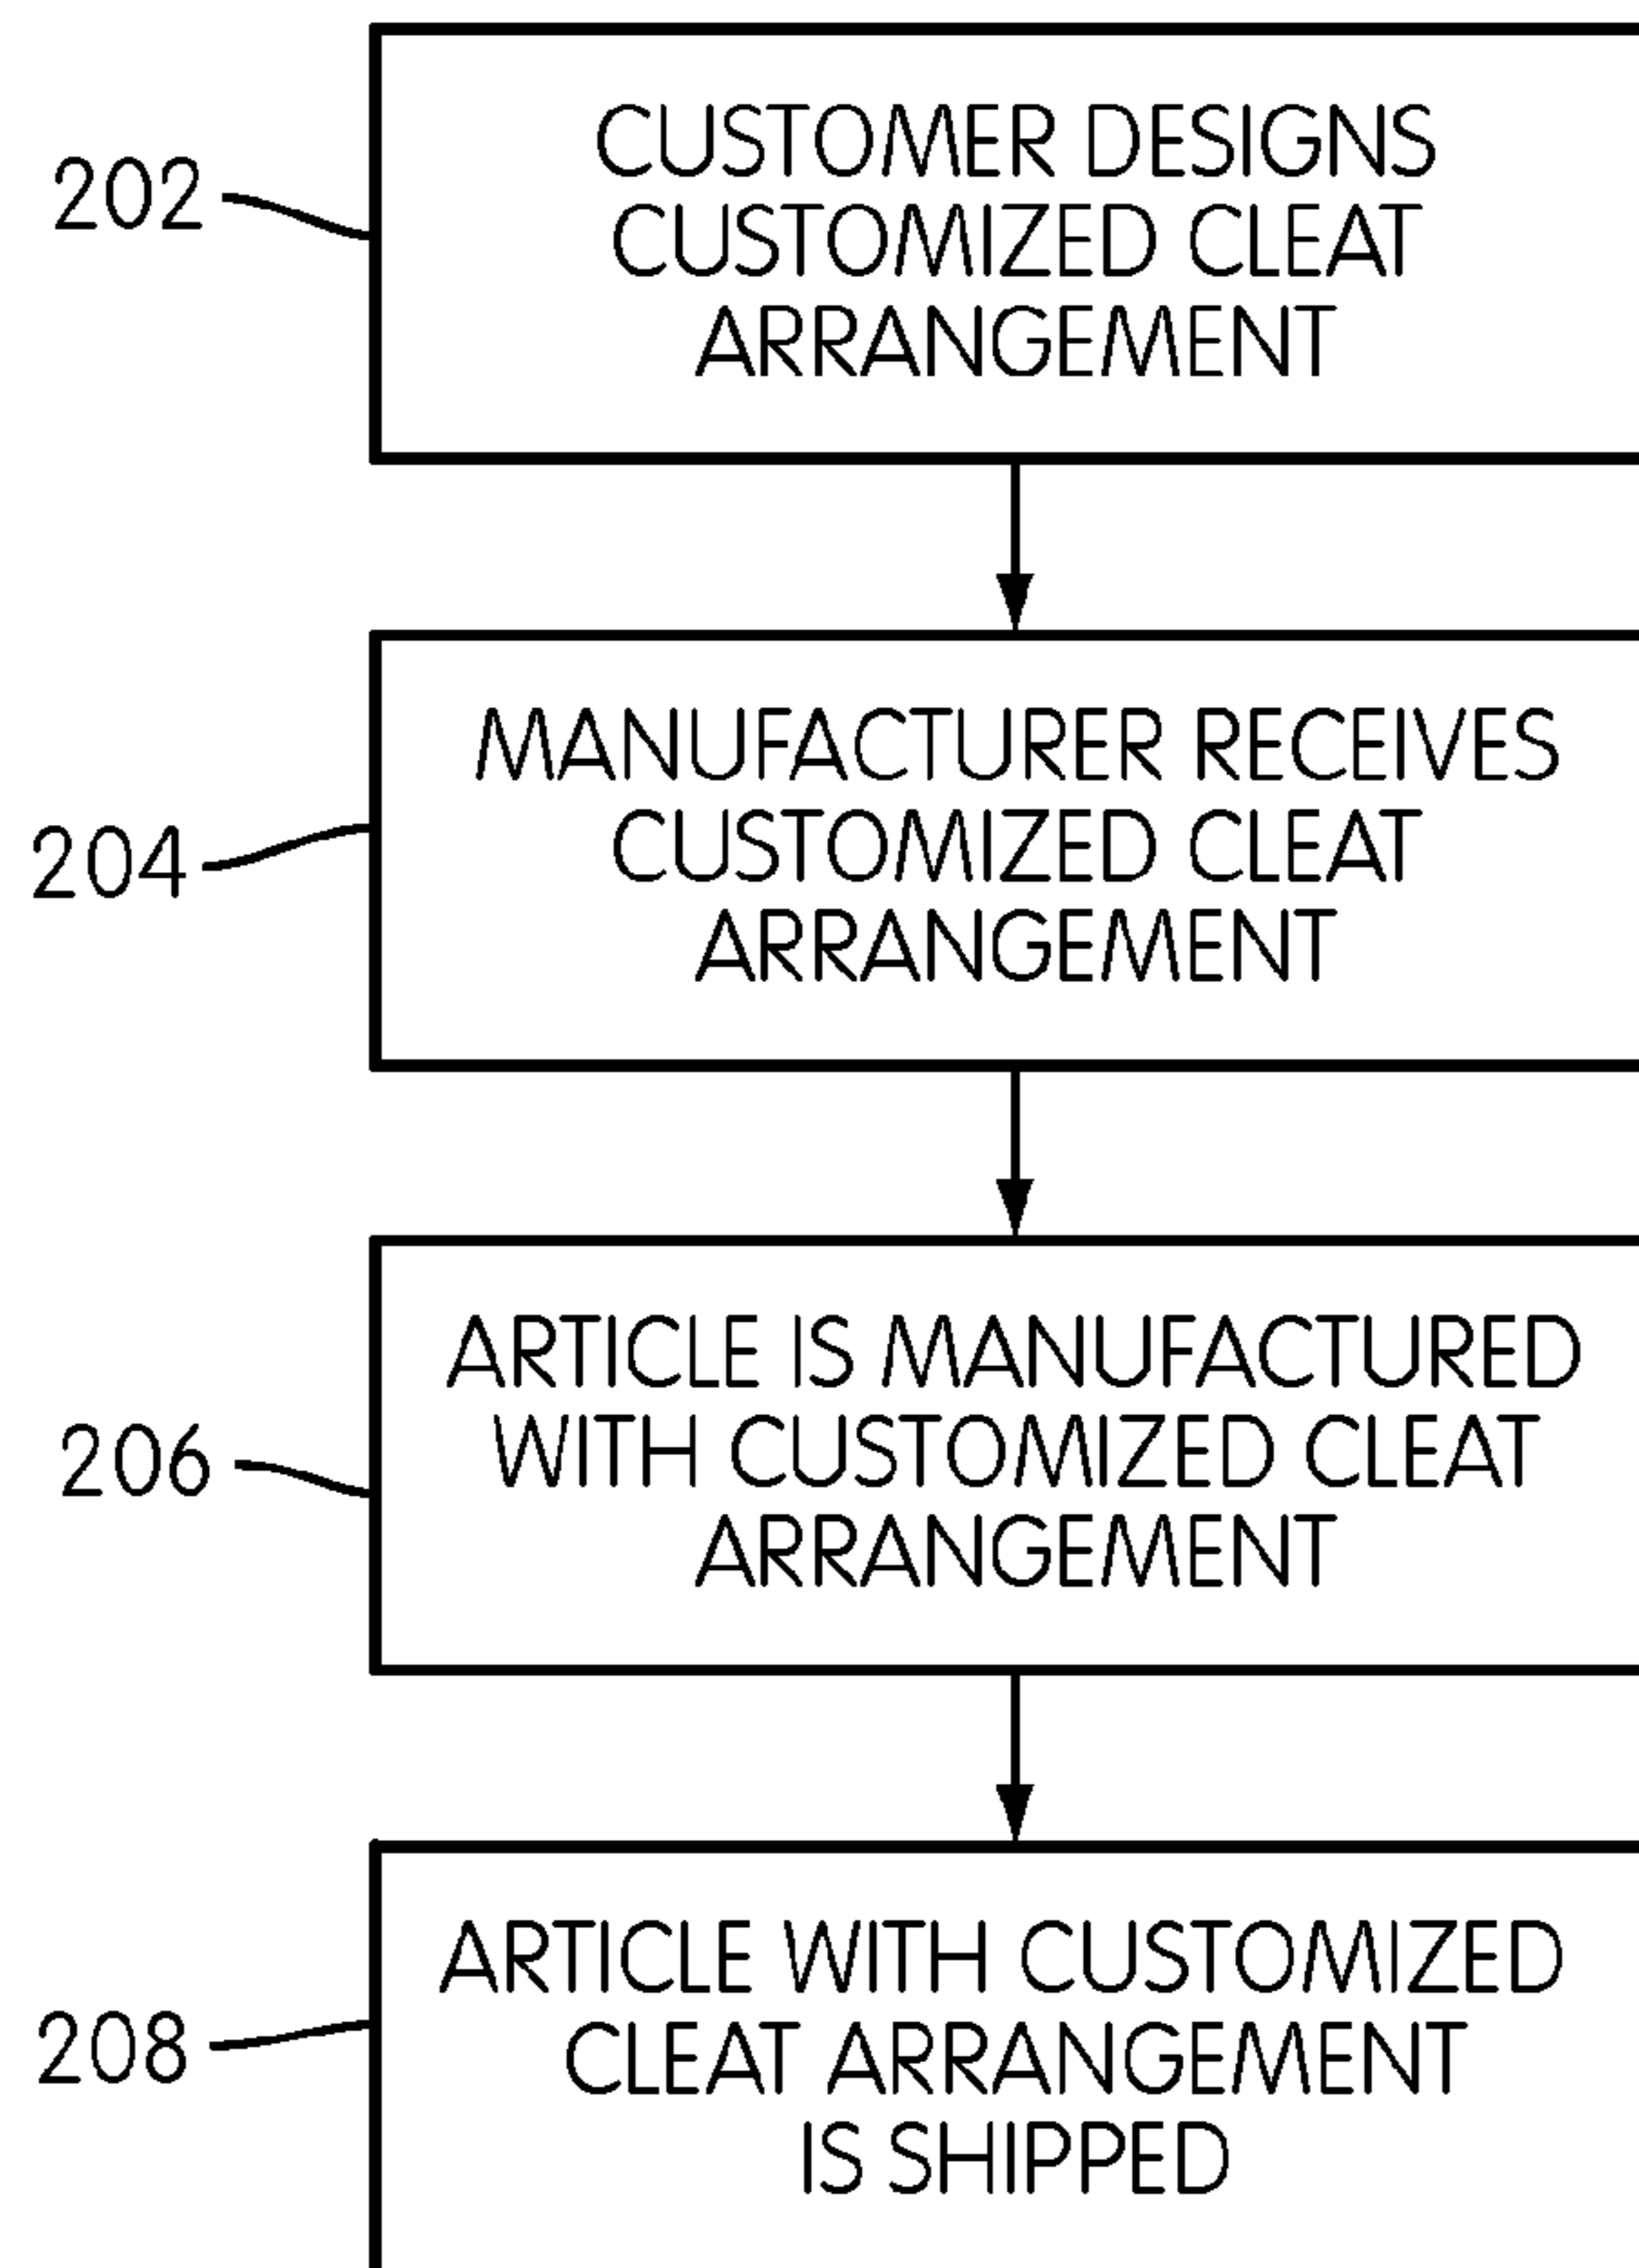 202
CUSTOMER DESIGNS
CUSTOMIZED CLEAT
ARRANGEMENT
204
MANUFACTURER RECEIVES
CUSTOMIZED CLEAT
ARRANGEMENT
206
ARTICLE IS MANUFACTURED
WITH CUSTOMIZED CLEAT
ARRANGEMENT
208
ARTICLE WITH CUSTOMIZED
CLEAT ARRANGEMENT
IS SHIPPED